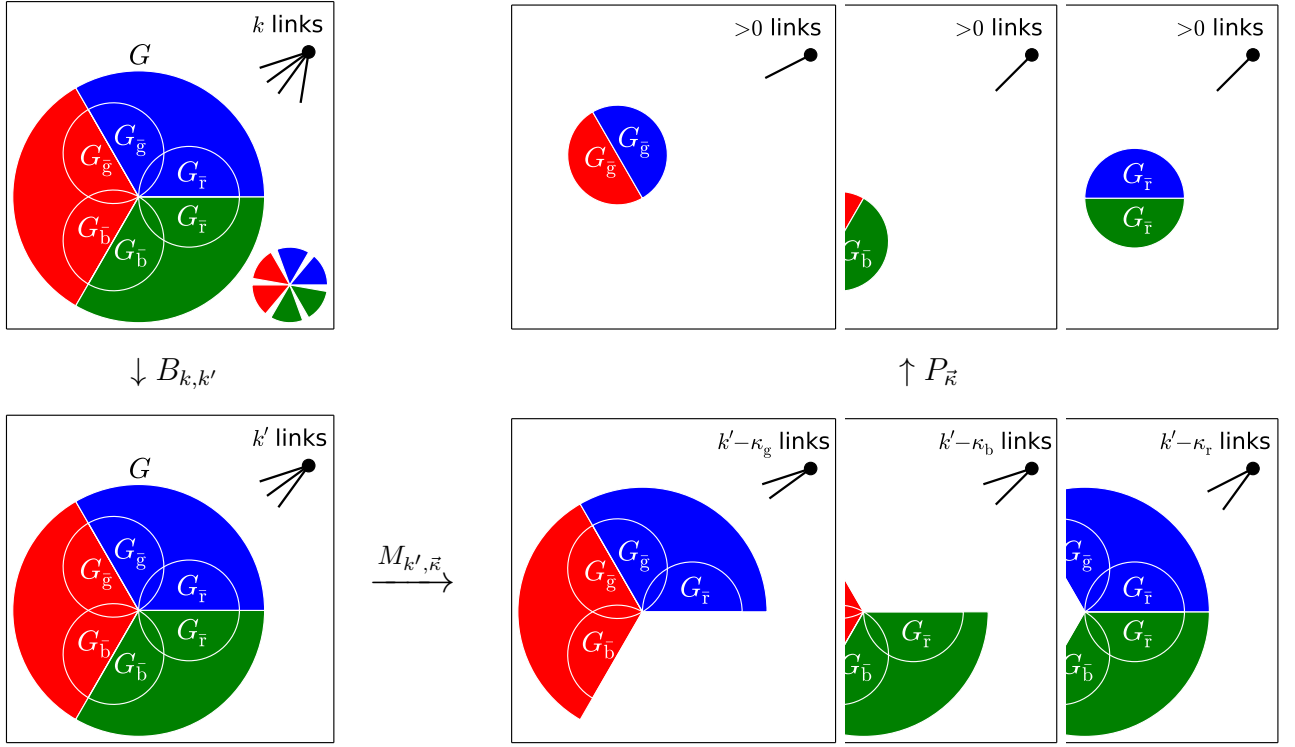 k links
G
G_ḡ
G_ḡ
G_r̄
G_r̄
G_b̄
G_b̄
>0 links
G_ḡ
G_ḡ
>0 links
G_b̄
>0 links
G_r̄
G_r̄
↓ B_{k,k′}
↑ P_{κ⃗}
k′ links
G
G_ḡ
G_ḡ
G_r̄
G_r̄
G_b̄
G_b̄
M_{k′,κ⃗}
k′−κ_g links
G_ḡ
G_ḡ
G_r̄
G_b̄
k′−κ_b links
G_r̄
G_b̄
k′−κ_r links
G_ḡ
G_r̄
G_r̄
G_b̄